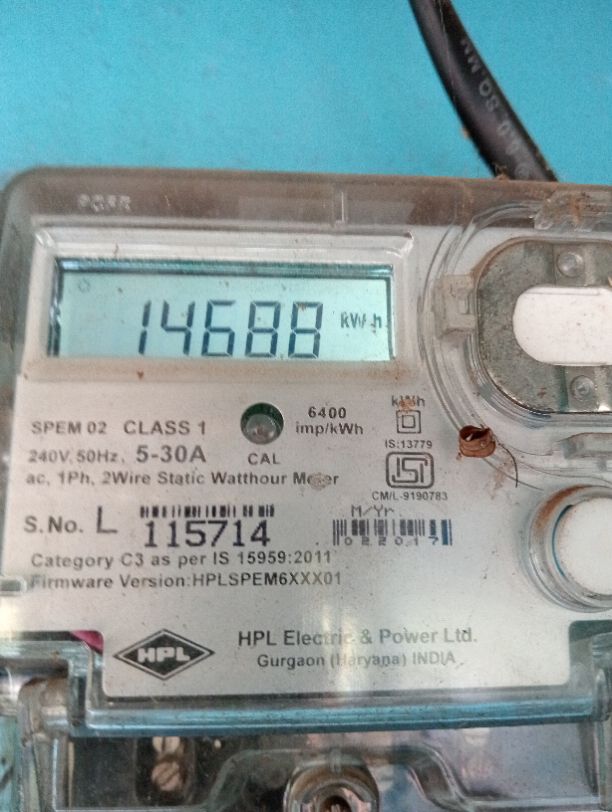 14688 kW h
SPEM 02 CLASS 1
6400
imp/kWh
kWh
240V, 50Hz, 5-30A
CAL
IS:13779
ac, 1Ph, 2Wire Static Watthour Meter
CM/L-9190783
S.No. L 115714
M/Yr.
022017
Category C3 as per IS 15959:2011
Firmware Version:HPLSPEM6XXX01
HPL
HPL Electric & Power Ltd.
Gurgaon (Haryana) INDIA